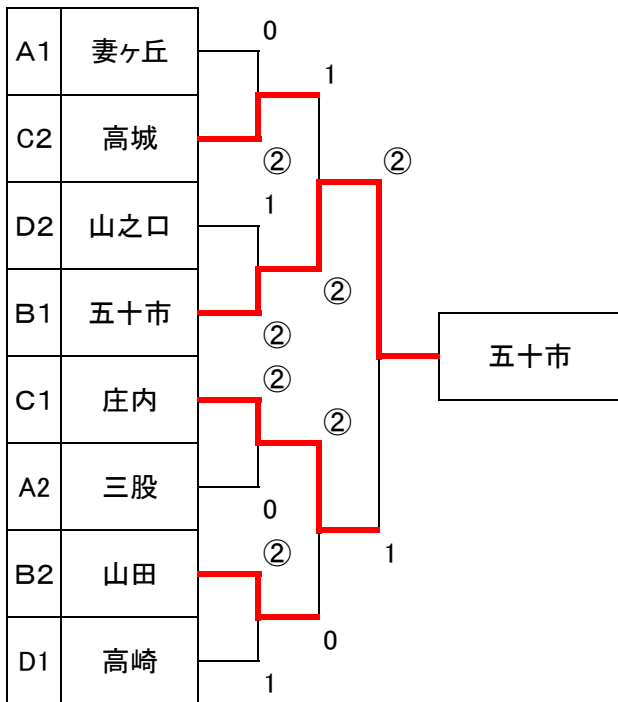 0
A1 妻ヶ丘
1
C2 高城
② ②
1
D2 山之口
②
B1 五十市
②
五十市
②
C1 庄内
②
A2 三股
0
② 1
B2 山田
0
D1 高崎
1